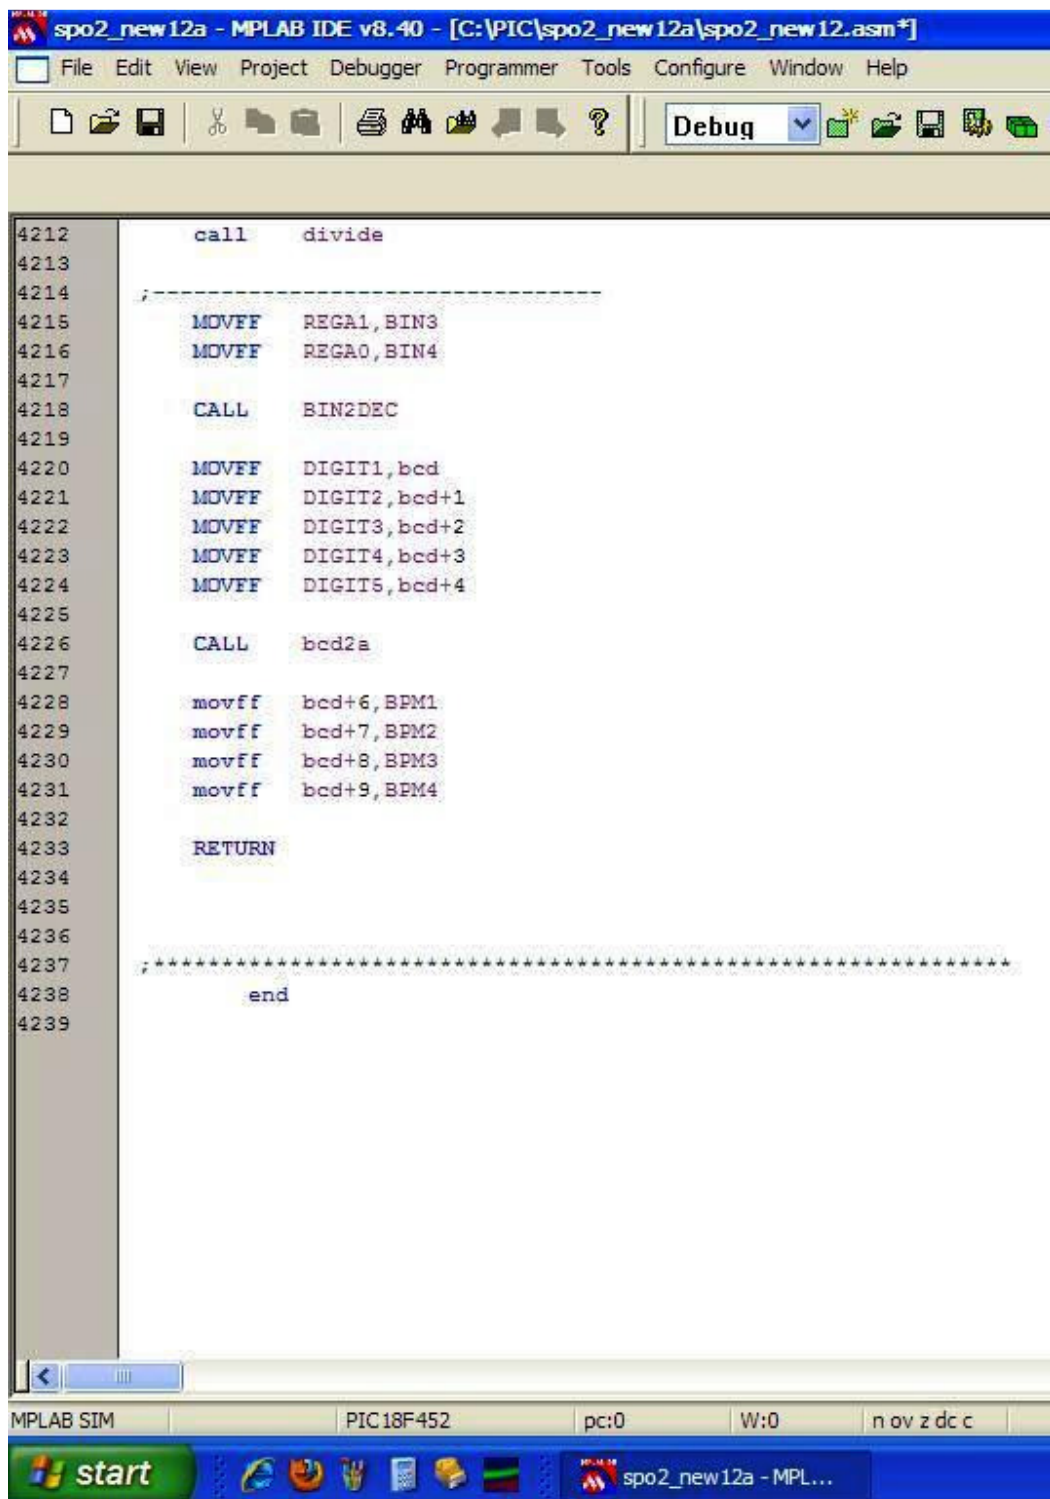 spo2_new12a - MPLAB IDE v8.40 - [C:\PIC\spo2_new12a\spo2_new12.asm*]
File Edit View Project Debugger Programmer Tools Configure Window Help
Debug
4212 call divide
4213
4214 ;---------------------------------
4215 MOVFF REGA1,BIN3
4216 MOVFF REGA0,BIN4
4217
4218 CALL BIN2DEC
4219
4220 MOVFF DIGIT1,bcd
4221 MOVFF DIGIT2,bcd+1
4222 MOVFF DIGIT3,bcd+2
4223 MOVFF DIGIT4,bcd+3
4224 MOVFF DIGIT5,bcd+4
4225
4226 CALL bcd2a
4227
4228 movff bcd+6,BPM1
4229 movff bcd+7,BPM2
4230 movff bcd+8,BPM3
4231 movff bcd+9,BPM4
4232
4233 RETURN
4234
4235
4236
4237 ;***************************************************************
4238 end
4239
MPLAB SIM PIC18F452 pc:0 W:0 n ov z dc c
start spo2_new12a - MPL...